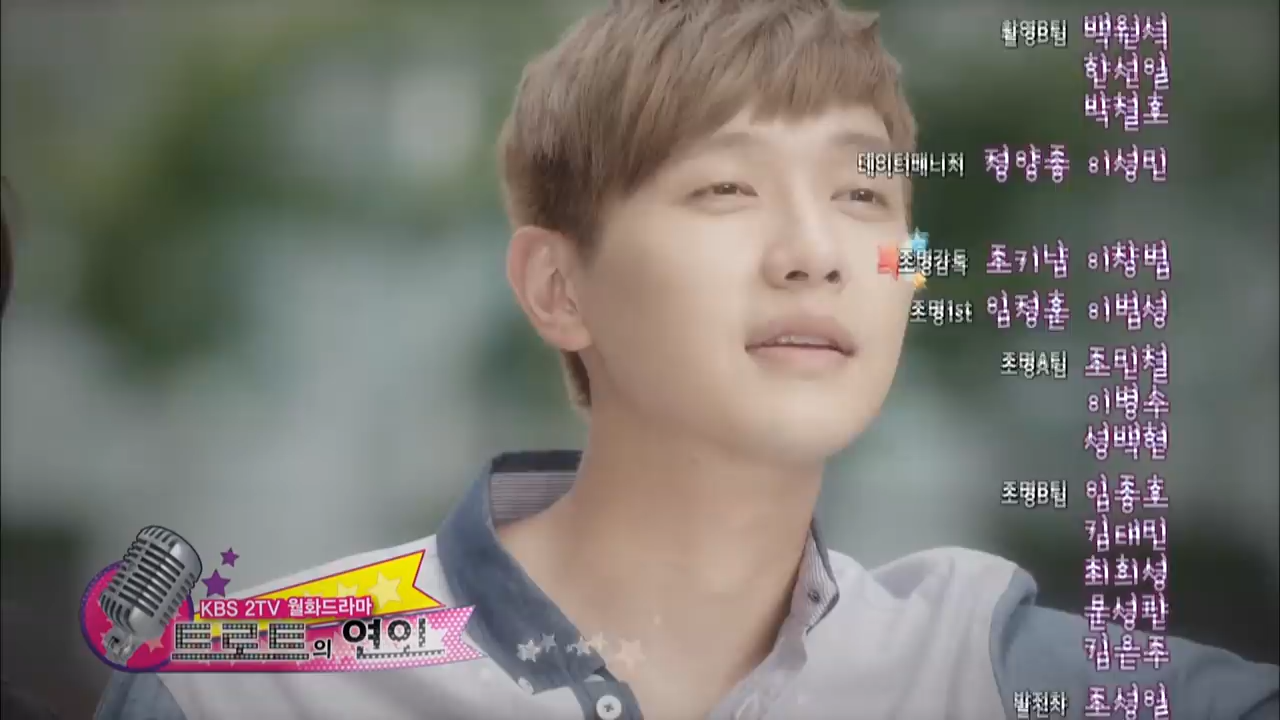 촬영B팀 백원석
한선일
박철호
데이터매니저 정양종 이성민
조명감독 조기남 이창범
조명1st 임정훈 이범성
조명A팀 조민철
이병수
성백현
조명B팀 임종호
김태민
최희성
문성관
김은주
발전차 조성일
KBS 2TV 월화드라마
트로트의 연인